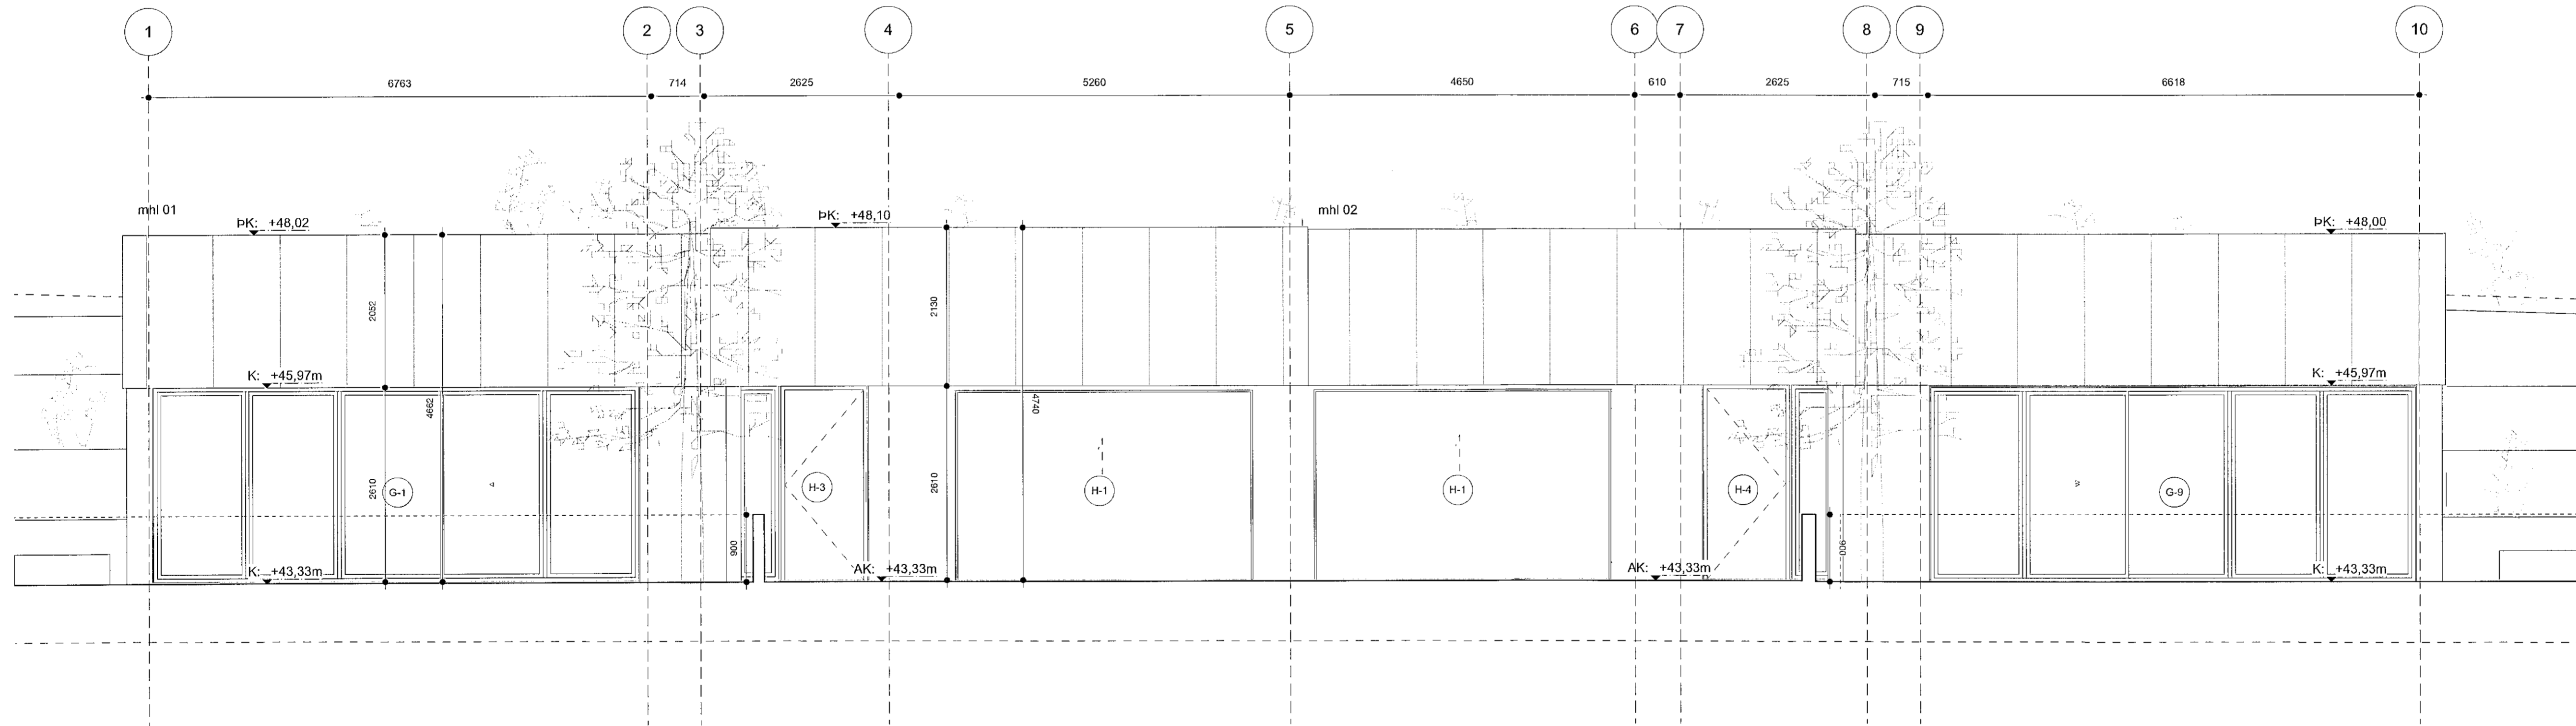 1 2 3 4 5 6 7 8 9 10
6763 714 2625 5260 4650 610 2625 715 6618
mhl 01
mhl 02
ÞK: +48,02
ÞK: +48,10
ÞK: +48,00
2052
2130
K: +45,97m
K: +45,97m
4662
4740
2610
G-1
H-3
2610
H-1
H-1
H-4
G-9
900
900
K: +43,33m
AK: +43,33m
AK: +43,33m
K: +43,33m